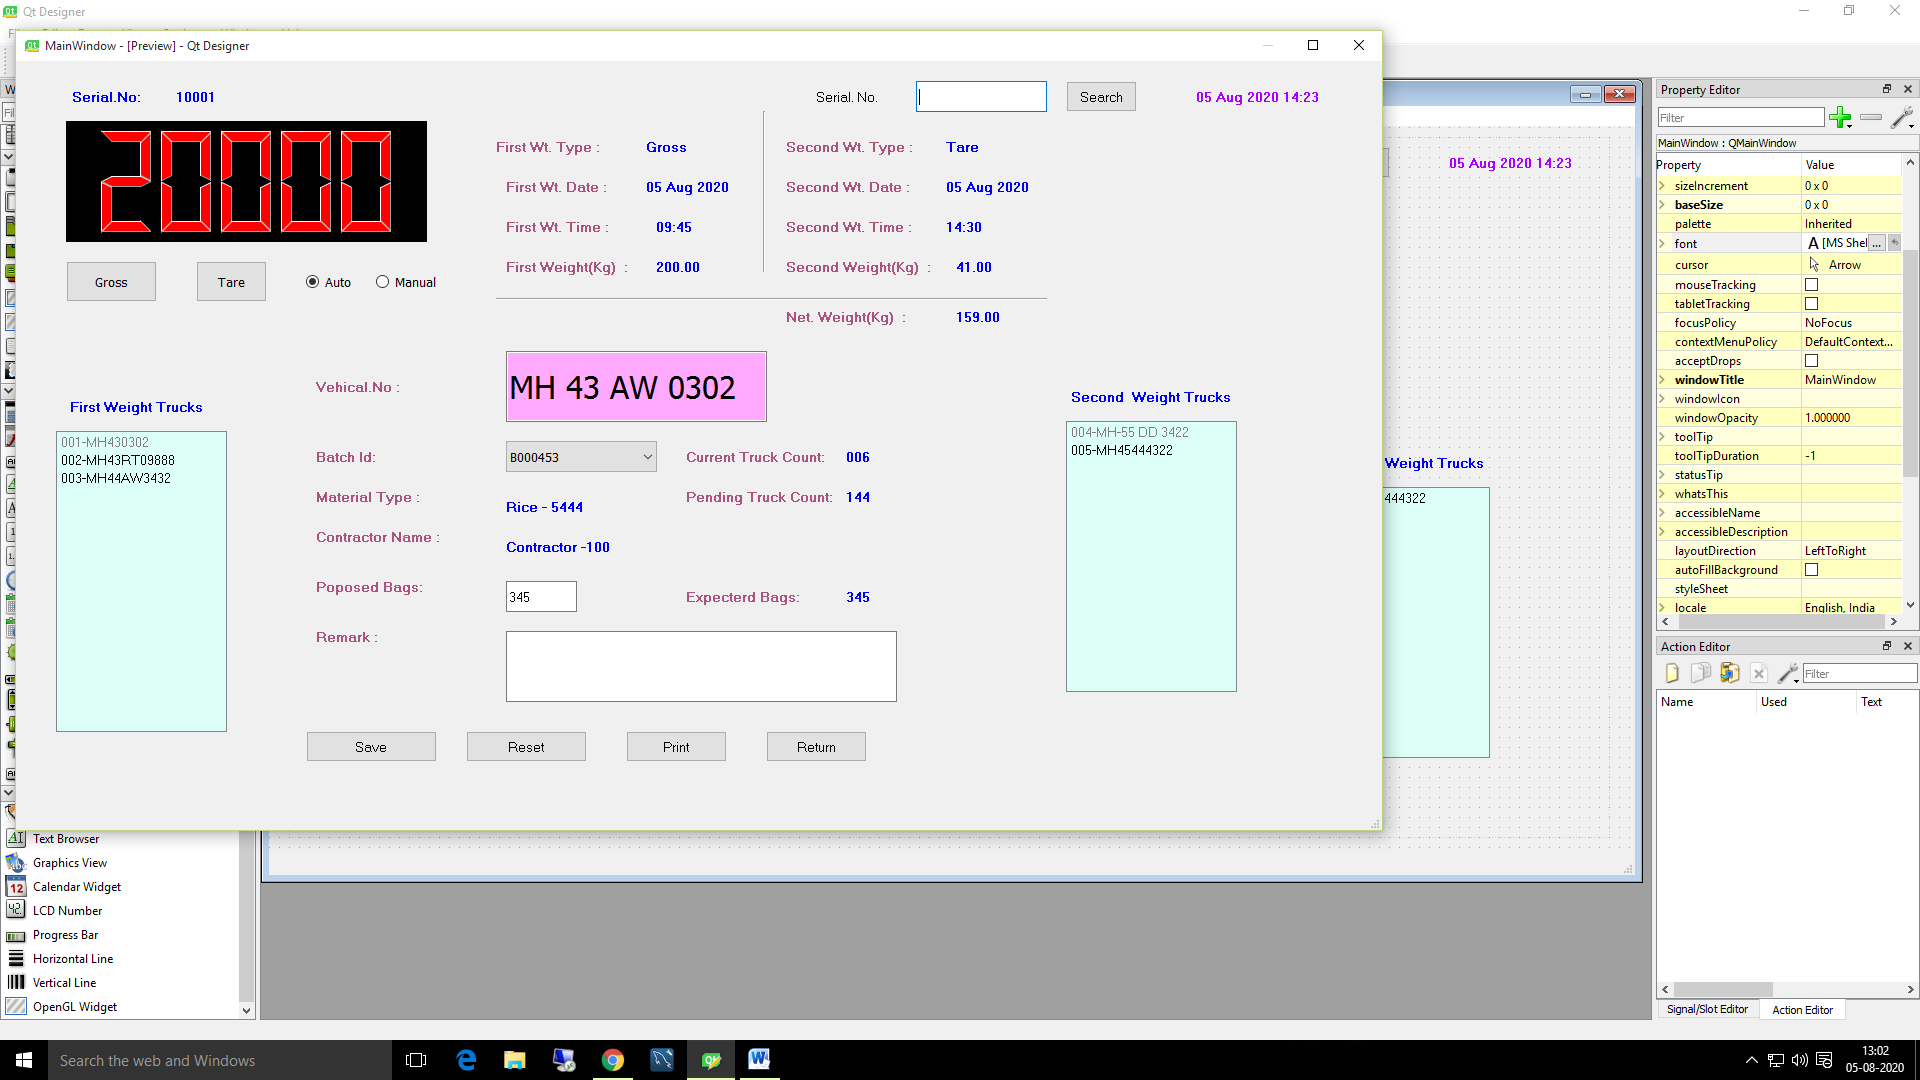 Qt Designer
MainWindow - [Preview] - Qt Designer
Serial.No: 10001
Serial. No. Search 05 Aug 2020 14:23
20000
First Wt. Type : Gross Second Wt. Type : Tare
First Wt. Date : 05 Aug 2020 Second Wt. Date : 05 Aug 2020
First Wt. Time : 09:45 Second Wt. Time : 14:30
First Weight(Kg) : 200.00 Second Weight(Kg) : 41.00
Gross Tare Auto Manual
Net. Weight(Kg) : 159.00
Vehical.No : MH 43 AW 0302
First Weight Trucks
001-MH430302
002-MH43RT09888
003-MH44AW3432
Second Weight Trucks
004-MH-55 DD 3422
005-MH45444322
Batch Id: B000453 Current Truck Count: 006
Material Type : Rice - 5444 Pending Truck Count: 144
Contractor Name : Contractor -100
Poposed Bags: 345 Expecterd Bags: 345
Remark :
Save Reset Print Return
05 Aug 2020 14:23
Weight Trucks
444322
Text Browser
Graphics View
Calendar Widget
LCD Number
Progress Bar
Horizontal Line
Vertical Line
OpenGL Widget
Property Editor
Filter
MainWindow : QMainWindow
Property Value
sizeIncrement 0 x 0
baseSize 0 x 0
palette Inherited
font A [MS Shel ...
cursor Arrow
mouseTracking
tabletTracking
focusPolicy NoFocus
contextMenuPolicy DefaultContext...
acceptDrops
windowTitle MainWindow
windowIcon
windowOpacity 1.000000
toolTip
toolTipDuration -1
statusTip
whatsThis
accessibleName
accessibleDescription
layoutDirection LeftToRight
autoFillBackground
styleSheet
locale English, India
Action Editor
Filter
Name Used Text
Signal/Slot Editor Action Editor
Search the web and Windows
13:02
05-08-2020